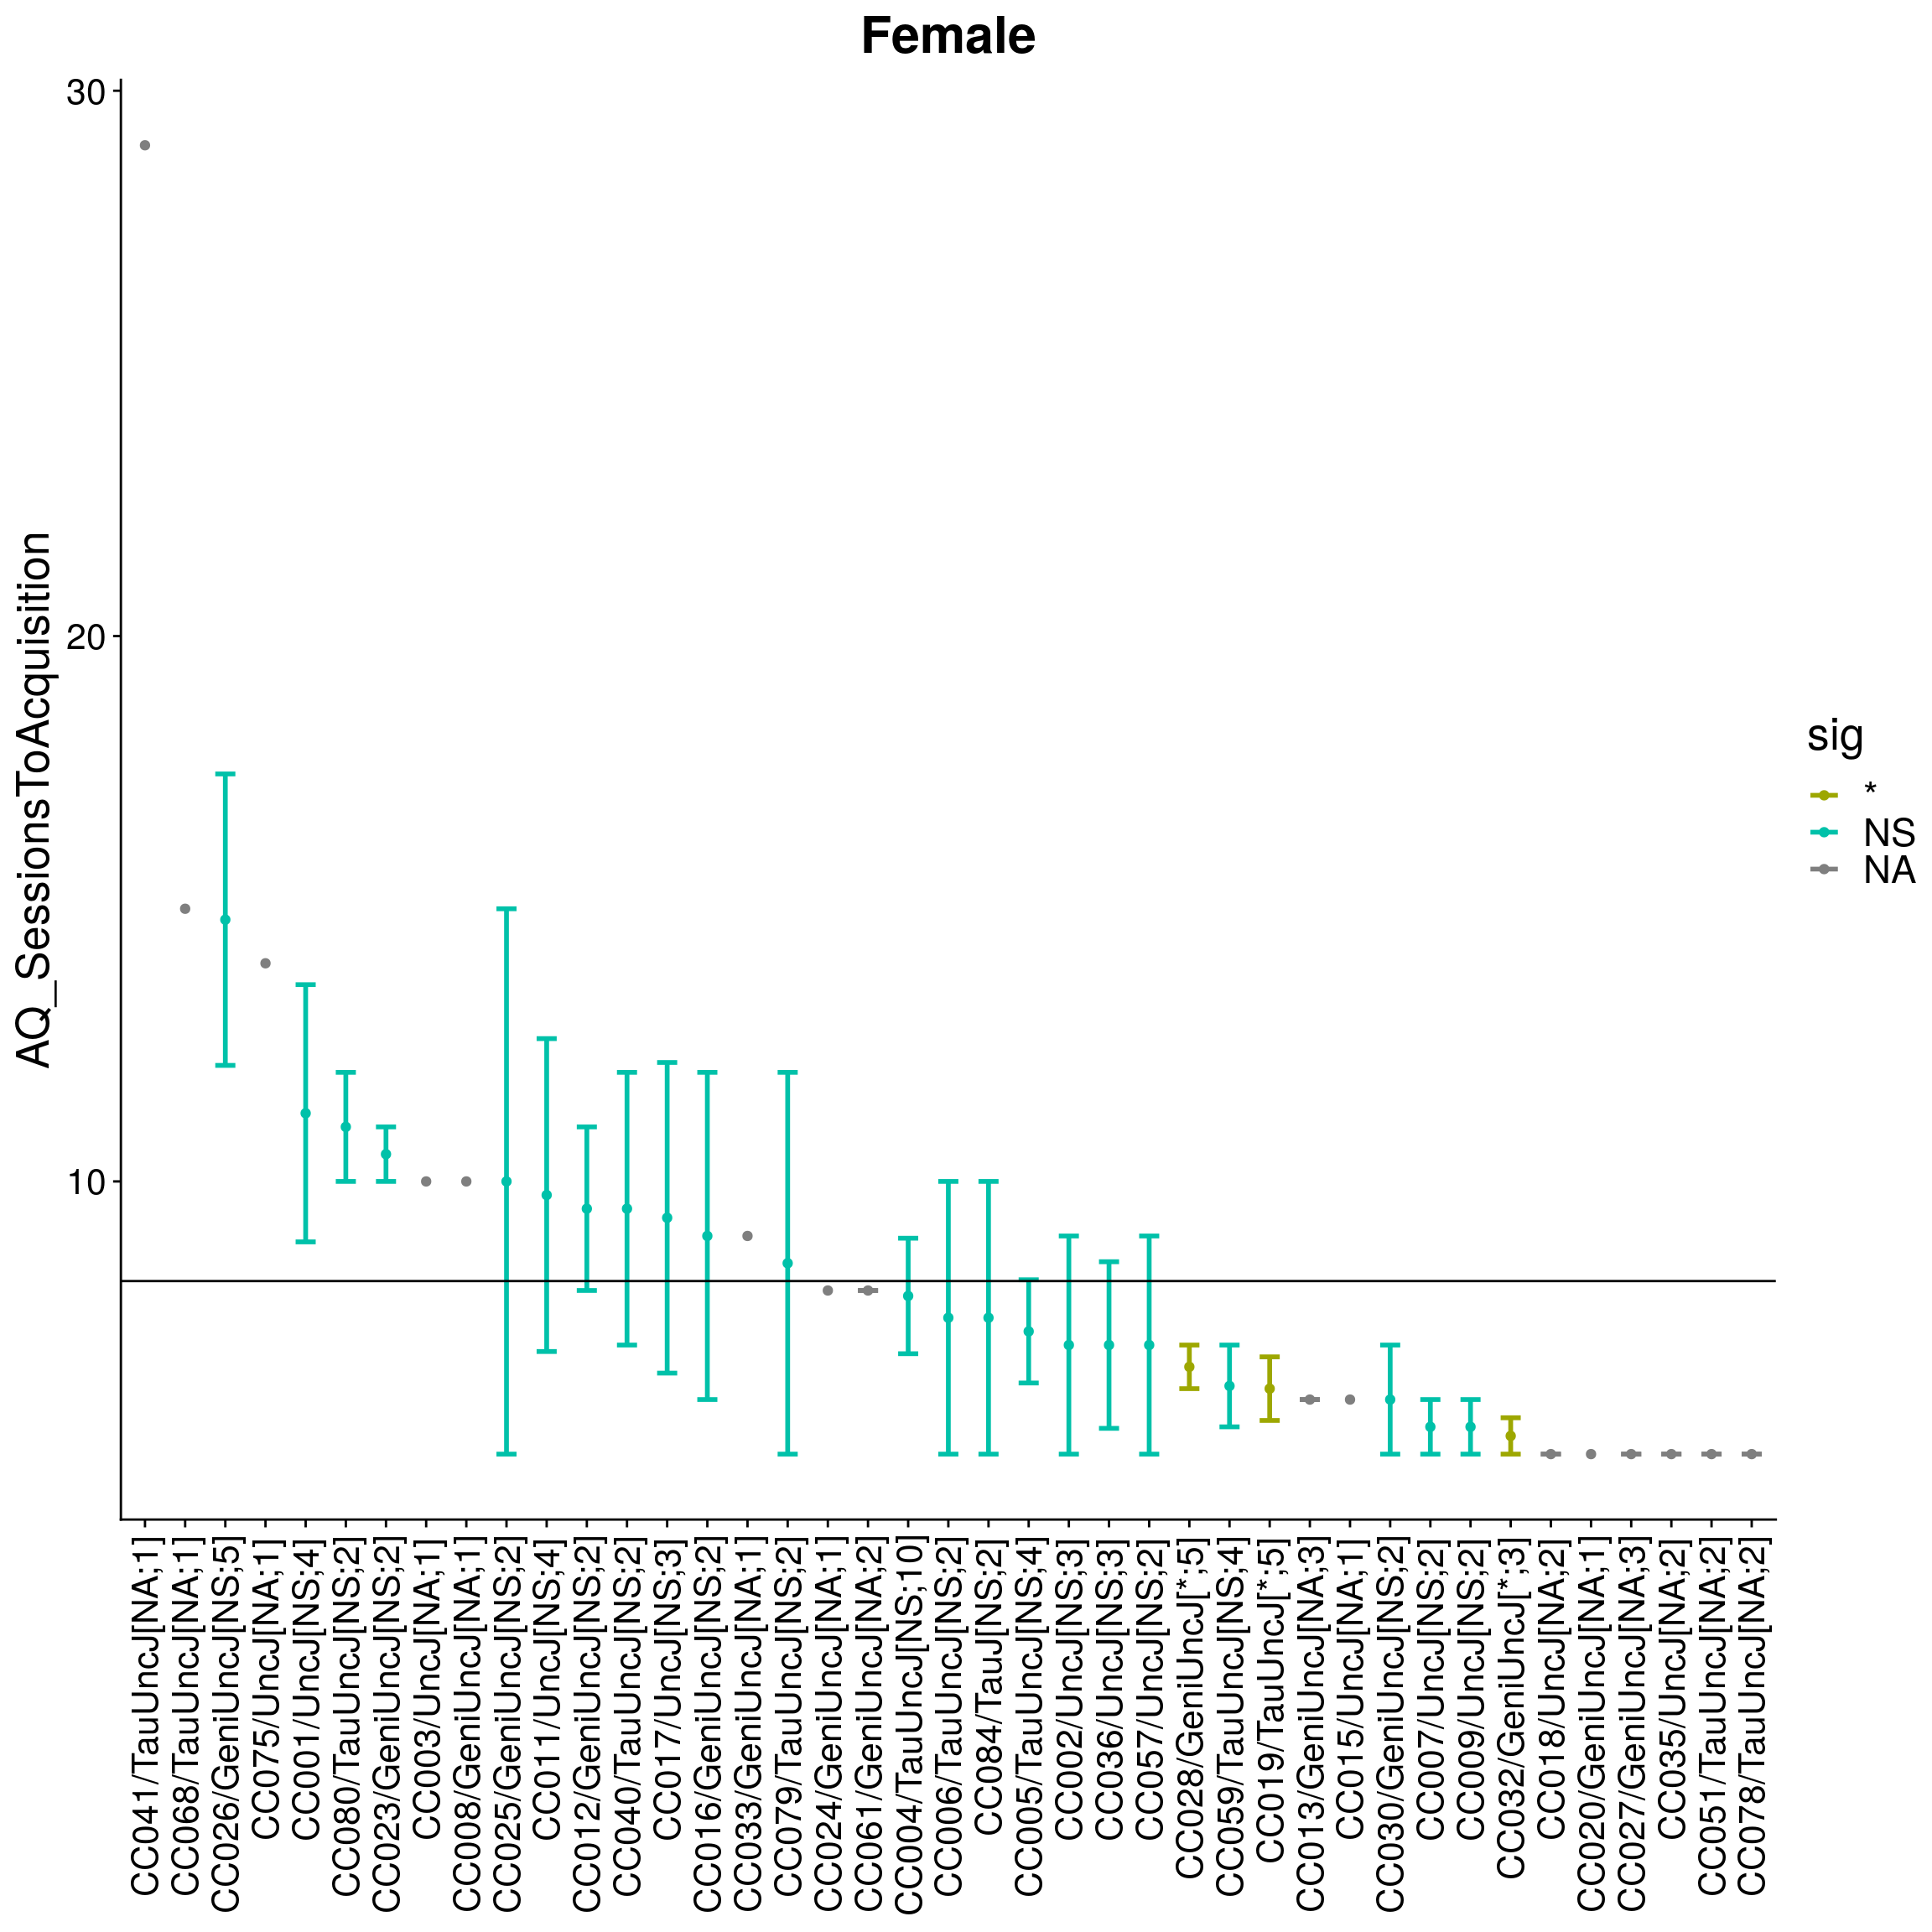 Female
30
20
10
AQ_SessionsToAcquisition
sig
*
NS
NA
CC041/TauUncJ[NA;1]
CC068/TauUncJ[NA;1]
CC026/GeniUncJ[NS;5]
CC075/UncJ[NA;1]
CC001/UncJ[NS;4]
CC080/TauUncJ[NS;2]
CC023/GeniUncJ[NS;2]
CC003/UncJ[NA;1]
CC008/GeniUncJ[NA;1]
CC025/GeniUncJ[NS;2]
CC011/UncJ[NS;4]
CC012/GeniUncJ[NS;2]
CC040/TauUncJ[NS;2]
CC017/UncJ[NS;3]
CC016/GeniUncJ[NS;2]
CC033/GeniUncJ[NA;1]
CC079/TauUncJ[NS;2]
CC024/GeniUncJ[NA;1]
CC061/GeniUncJ[NA;2]
CC004/TauUncJ[NS;10]
CC006/TauUncJ[NS;2]
CC084/TauJ[NS;2]
CC005/TauUncJ[NS;4]
CC002/UncJ[NS;3]
CC036/UncJ[NS;3]
CC057/UncJ[NS;2]
CC028/GeniUncJ[*;5]
CC059/TauUncJ[NS;4]
CC019/TauUncJ[*;5]
CC013/GeniUncJ[NA;3]
CC015/UncJ[NA;1]
CC030/GeniUncJ[NS;2]
CC007/UncJ[NS;2]
CC009/UncJ[NS;2]
CC032/GeniUncJ[*;3]
CC018/UncJ[NA;2]
CC020/GeniUncJ[NA;1]
CC027/GeniUncJ[NA;3]
CC035/UncJ[NA;2]
CC051/TauUncJ[NA;2]
CC078/TauUncJ[NA;2]